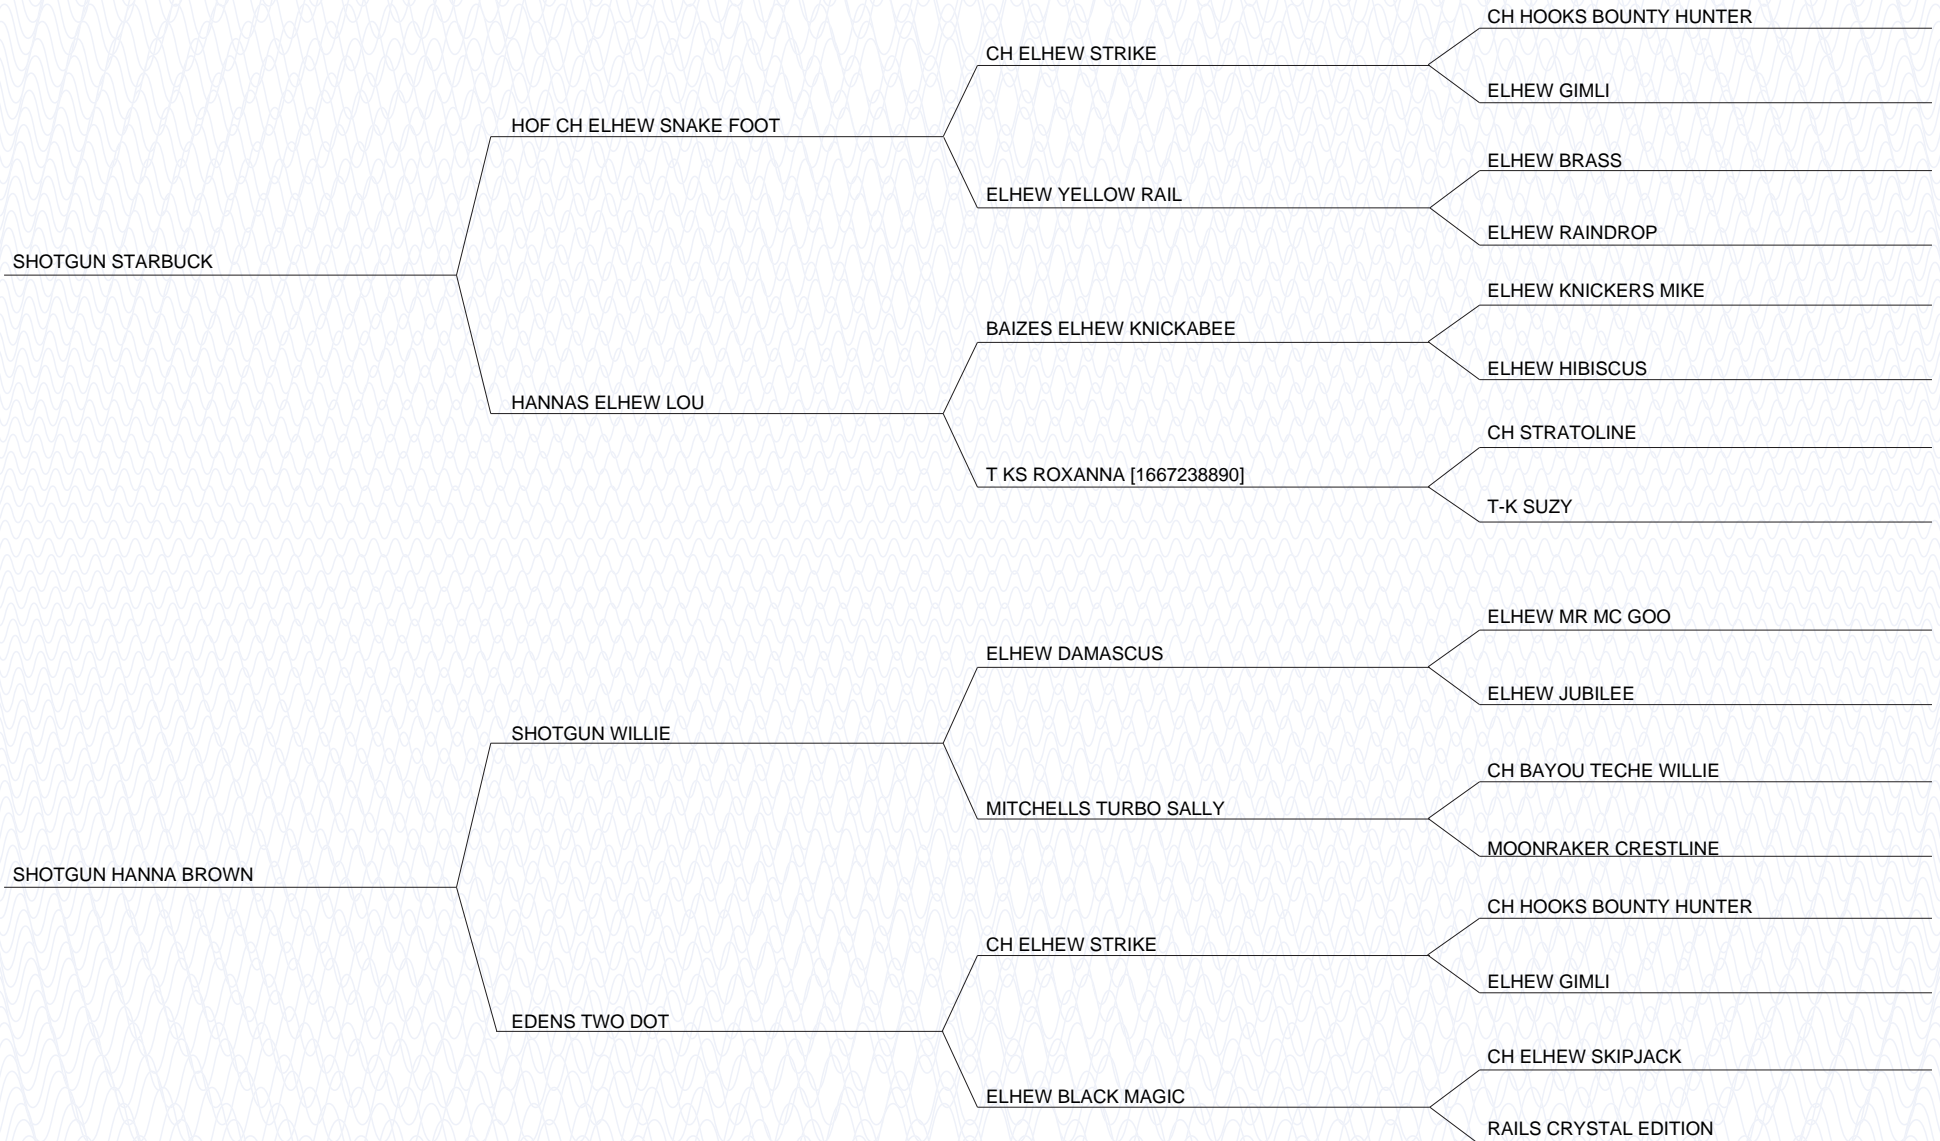 CH HOOKS BOUNTY HUNTER
CH ELHEW STRIKE
ELHEW GIMLI
HOF CH ELHEW SNAKE FOOT
ELHEW BRASS
ELHEW YELLOW RAIL
ELHEW RAINDROP
SHOTGUN STARBUCK
ELHEW KNICKERS MIKE
BAIZES ELHEW KNICKABEE
ELHEW HIBISCUS
HANNAS ELHEW LOU
CH STRATOLINE
T KS ROXANNA [1667238890]
T-K SUZY
ELHEW MR MC GOO
ELHEW DAMASCUS
ELHEW JUBILEE
SHOTGUN WILLIE
CH BAYOU TECHE WILLIE
MITCHELLS TURBO SALLY
MOONRAKER CRESTLINE
SHOTGUN HANNA BROWN
CH HOOKS BOUNTY HUNTER
CH ELHEW STRIKE
ELHEW GIMLI
EDENS TWO DOT
CH ELHEW SKIPJACK
ELHEW BLACK MAGIC
RAILS CRYSTAL EDITION